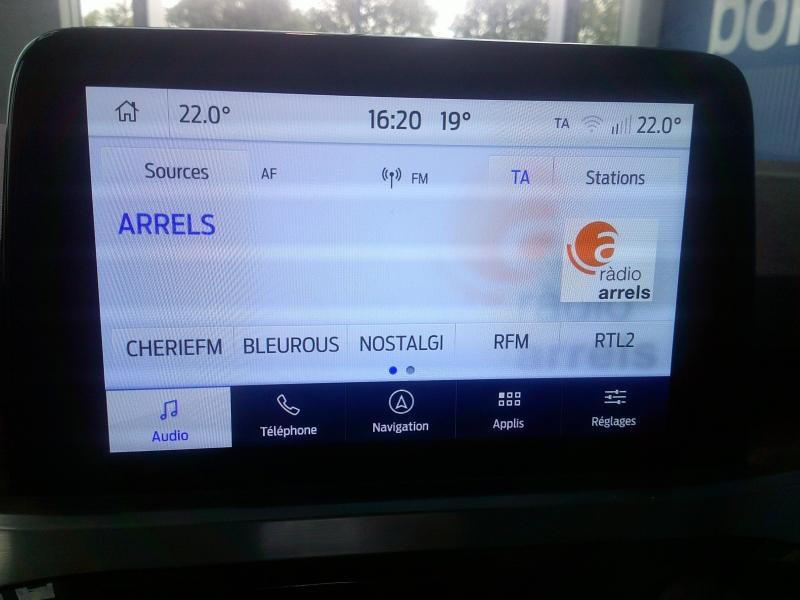 22.0° 16:20 19° TA 22.0°
Sources AF FM TA Stations
ARRELS
a
ràdio
arrels
CHERIEFM BLEUROUS NOSTALGI RFM RTL2
Audio Téléphone Navigation Applis Réglages